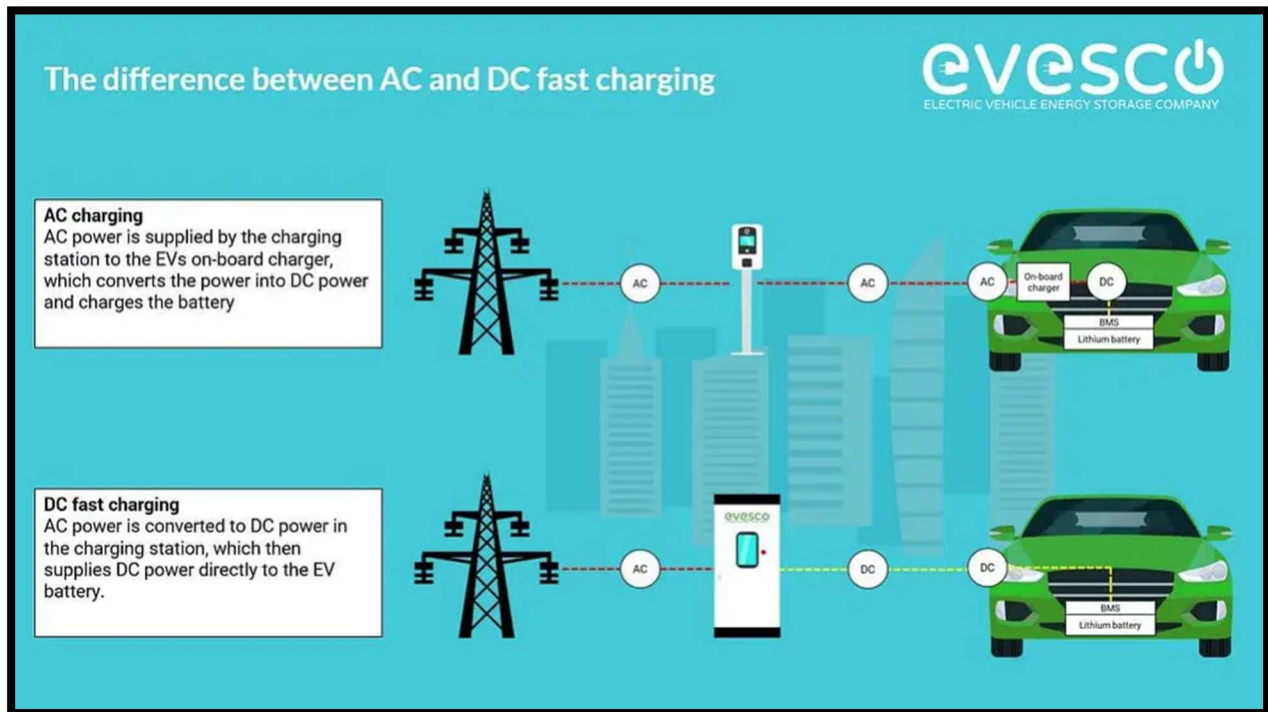 The difference between AC and DC fast charging
evesco
ELECTRIC VEHICLE ENERGY STORAGE COMPANY
AC charging
AC power is supplied by the charging
station to the EVs on-board charger,
which converts the power into DC power
and charges the battery
AC
AC
AC
On-board
charger
DC
BMS
Lithium battery
DC fast charging
AC power is converted to DC power in
the charging station, which then
supplies DC power directly to the EV
battery.
AC
evesco
DC
DC
BMS
Lithium battery